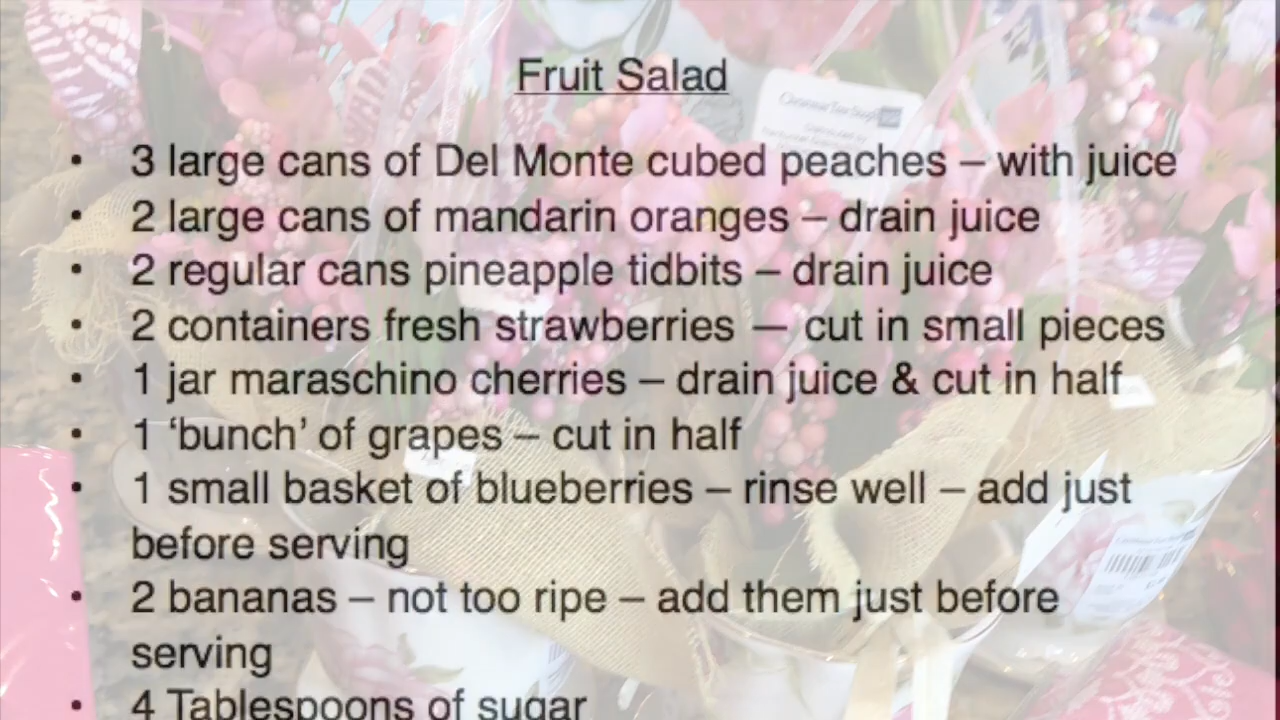 Fruit Salad
• 3 large cans of Del Monte cubed peaches – with juice
• 2 large cans of mandarin oranges – drain juice
• 2 regular cans pineapple tidbits – drain juice
• 2 containers fresh strawberries — cut in small pieces
• 1 jar maraschino cherries – drain juice & cut in half
• 1 ‘bunch’ of grapes – cut in half
• 1 small basket of blueberries – rinse well – add just
before serving
• 2 bananas – not too ripe – add them just before
serving
• 4 Tablespoons of sugar